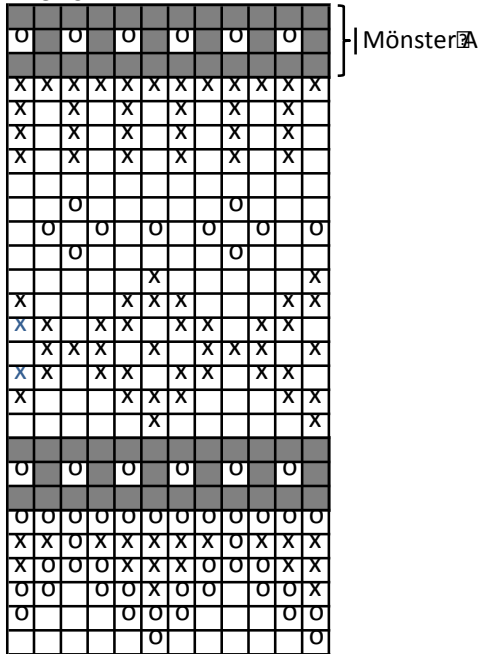 O O O O O O Mönster A
X X X X X X X X X X X X
X X X X X X
X X X X X X
X X X X X X
O O
O O O O O O
O O
X X
X X X X X X
X X X X X X X X
X X X X X X X X
X X X X X X X X
X X X X X X
X X
O O O O O O
O O O O O O O O O O O O
X X O X X X X X O X X X
X O O O X X X O O O X X
O O O O X O O O O X
O O O O O O
O O